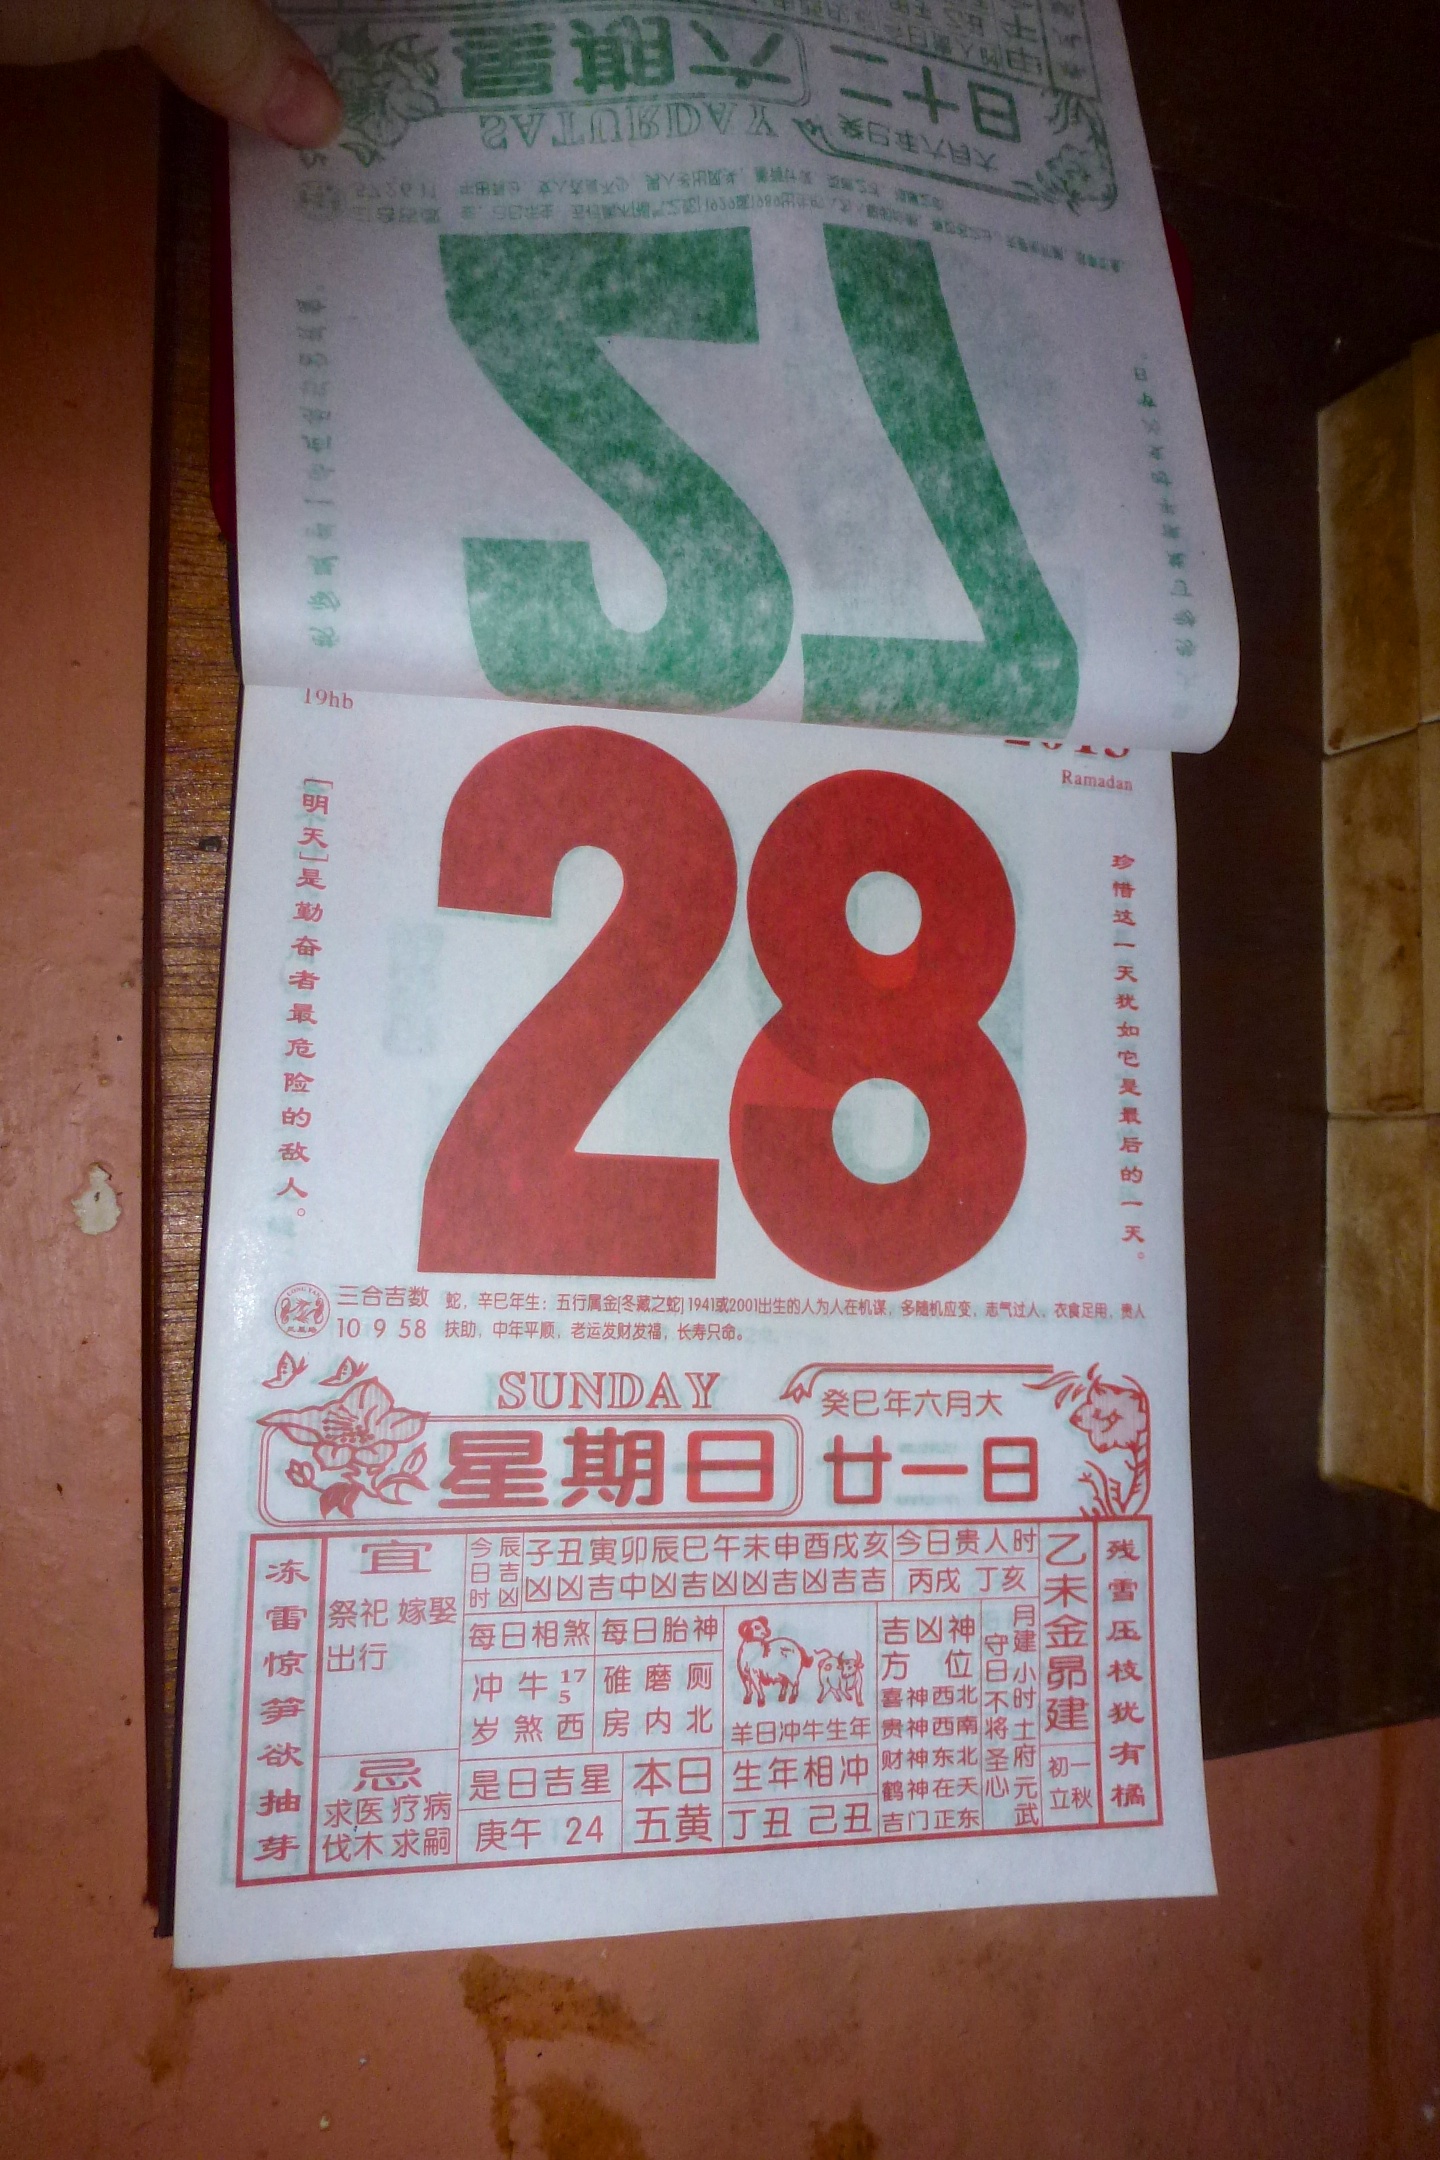 19hb
2013
Ramadan
28
[明天]是勤奋者最危险的敌人。
珍惜这一天犹如它是最后的一天。
三合吉数
10 9 58
蛇，辛巳年生；五行属金[冬藏之蛇]1941或2001出生的人为人在机谋，多随机应变，志气过人，衣食足用，贵人
扶助，中年平顺，老运发财发福，长寿只命。
SUNDAY
星期日
癸巳年六月大
廿一日
冻雷惊笋欲抽芽
宜
祭祀 嫁娶
出行
忌
求医 疗病
伐木 求嗣
今日时
辰吉凶
子丑寅卯辰巳午未申酉戌亥
凶凶吉中凶吉凶凶吉凶吉吉
今日贵人时
丙戌 丁亥
每日相煞
冲牛 17 5
岁煞西
每日胎神
碓磨厕
房内北
羊日冲牛生年
是日吉星
庚午 24
本日
五黄
生年相冲
丁丑 己丑
吉凶神
方位
喜神西北
贵神西南
财神东北
鹤神在天
吉门正东
月建小时土府元武
守日不将圣心
乙未金昴建
初一
立秋
残雪压枝犹有橘
SATURDAY
星期六
二十日
27